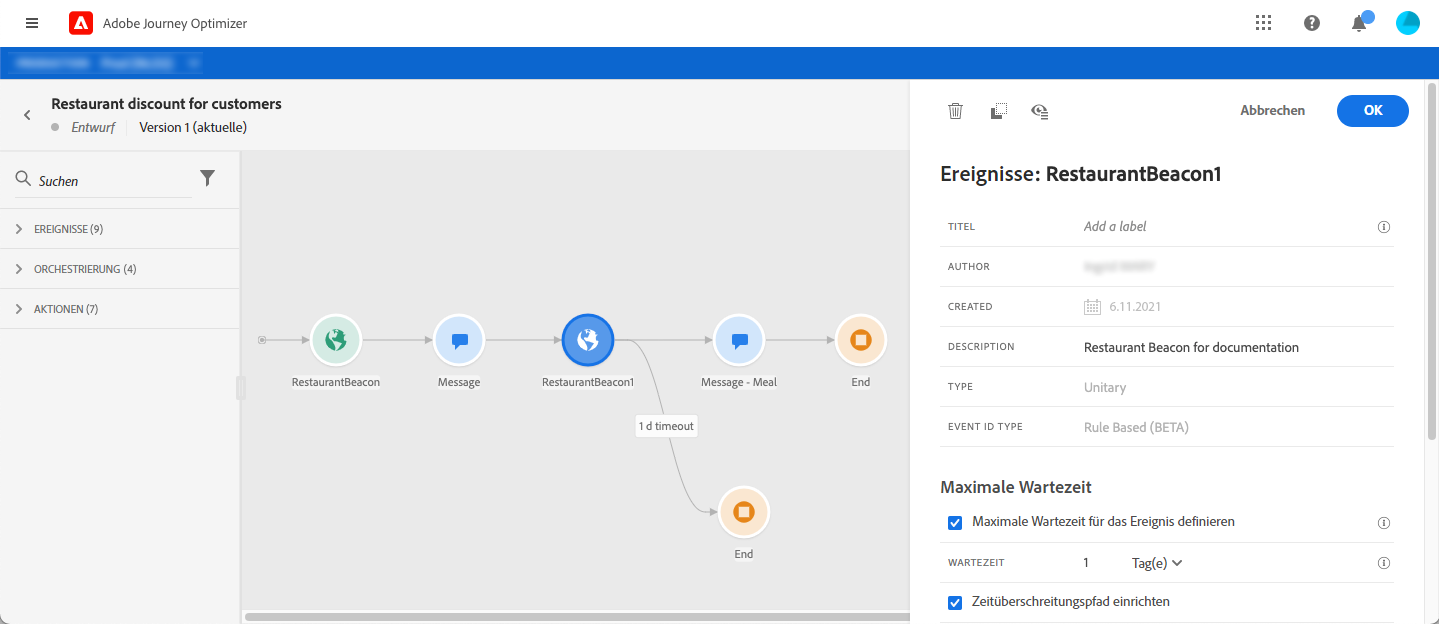 Adobe Journey Optimizer
Restaurant discount for customers
Entwurf Version 1 (aktuelle)
Suchen
EREIGNISSE (9)
ORCHESTRIERUNG (4)
AKTIONEN (7)
RestaurantBeacon
Message
RestaurantBeacon1
Message - Meal
End
1 d timeout
End
Abbrechen
OK
Ereignisse: RestaurantBeacon1
TITEL Add a label
AUTHOR
CREATED 6.11.2021
DESCRIPTION Restaurant Beacon for documentation
TYPE Unitary
EVENT ID TYPE Rule Based (BETA)
Maximale Wartezeit
Maximale Wartezeit für das Ereignis definieren
WARTEZEIT 1 Tag(e)
Zeitüberschreitungspfad einrichten